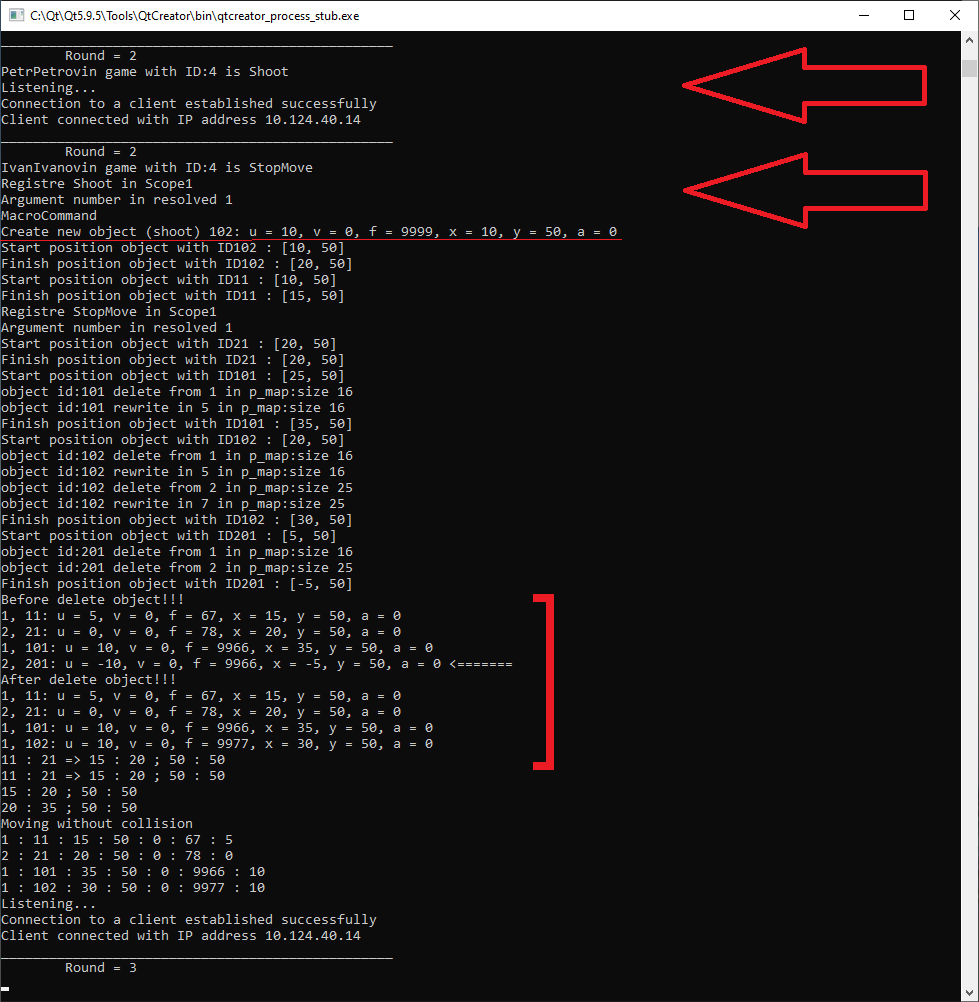 C:\Qt\Qt5.9.5\Tools\QtCreator\bin\qtcreator_process_stub.exe
Round = 2
PetrPetrovin game with ID:4 is Shoot
Listening...
Connection to a client established successfully
Client connected with IP address 10.124.40.14
Round = 2
IvanIvanovin game with ID:4 is StopMove
Registre Shoot in Scope1
Argument number in resolved 1
MacroCommand
Create new object (shoot) 102: u = 10, v = 0, f = 9999, x = 10, y = 50, a = 0
Start position object with ID102 : [10, 50]
Finish position object with ID102 : [20, 50]
Start position object with ID11 : [10, 50]
Finish position object with ID11 : [15, 50]
Registre StopMove in Scope1
Argument number in resolved 1
Start position object with ID21 : [20, 50]
Finish position object with ID21 : [20, 50]
Start position object with ID101 : [25, 50]
object id:101 delete from 1 in p_map:size 16
object id:101 rewrite in 5 in p_map:size 16
Finish position object with ID101 : [35, 50]
Start position object with ID102 : [20, 50]
object id:102 delete from 1 in p_map:size 16
object id:102 rewrite in 5 in p_map:size 16
object id:102 delete from 2 in p_map:size 25
object id:102 rewrite in 7 in p_map:size 25
Finish position object with ID102 : [30, 50]
Start position object with ID201 : [5, 50]
object id:201 delete from 1 in p_map:size 16
object id:201 delete from 2 in p_map:size 25
Finish position object with ID201 : [-5, 50]
Before delete object!!!
1, 11: u = 5, v = 0, f = 67, x = 15, y = 50, a = 0
2, 21: u = 0, v = 0, f = 78, x = 20, y = 50, a = 0
1, 101: u = 10, v = 0, f = 9966, x = 35, y = 50, a = 0
2, 201: u = -10, v = 0, f = 9966, x = -5, y = 50, a = 0 <=======
After delete object!!!
1, 11: u = 5, v = 0, f = 67, x = 15, y = 50, a = 0
2, 21: u = 0, v = 0, f = 78, x = 20, y = 50, a = 0
1, 101: u = 10, v = 0, f = 9966, x = 35, y = 50, a = 0
1, 102: u = 10, v = 0, f = 9977, x = 30, y = 50, a = 0
11 : 21 => 15 : 20 ; 50 : 50
11 : 21 => 15 : 20 ; 50 : 50
15 : 20 ; 50 : 50
20 : 35 ; 50 : 50
Moving without collision
1 : 11 : 15 : 50 : 0 : 67 : 5
2 : 21 : 20 : 50 : 0 : 78 : 0
1 : 101 : 35 : 50 : 0 : 9966 : 10
1 : 102 : 30 : 50 : 0 : 9977 : 10
Listening...
Connection to a client established successfully
Client connected with IP address 10.124.40.14
Round = 3